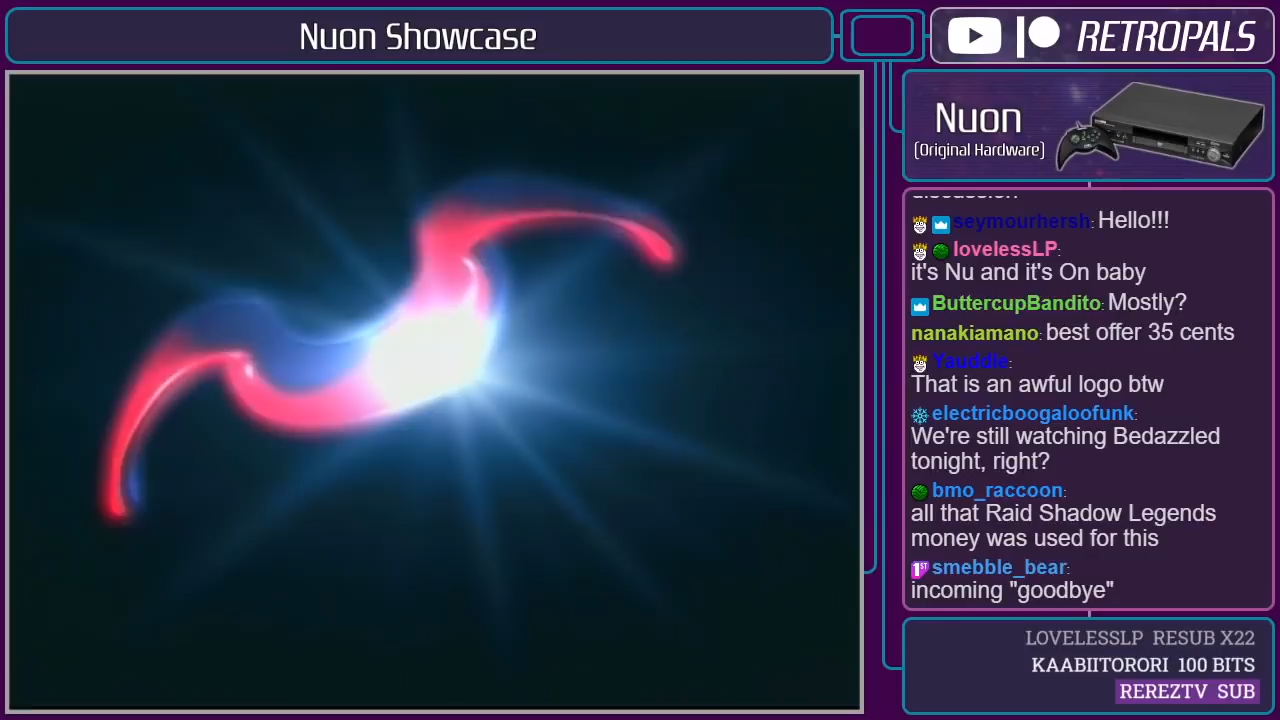 Nuon Showcase
RETROPALS
Nuon
(Original Hardware)
seymourhersh: Hello!!!
lovelessLP:
it's Nu and it's On baby
ButtercupBandito: Mostly?
nanakiamano: best offer 35 cents
Yauddle:
That is an awful logo btw
electricboogaloofunk:
We're still watching Bedazzled
tonight, right?
bmo_raccoon:
all that Raid Shadow Legends
money was used for this
1ST smebble_bear:
incoming "goodbye"
LOVELESSLP RESUB X22
KAABIITORORI 100 BITS
REREZTV SUB